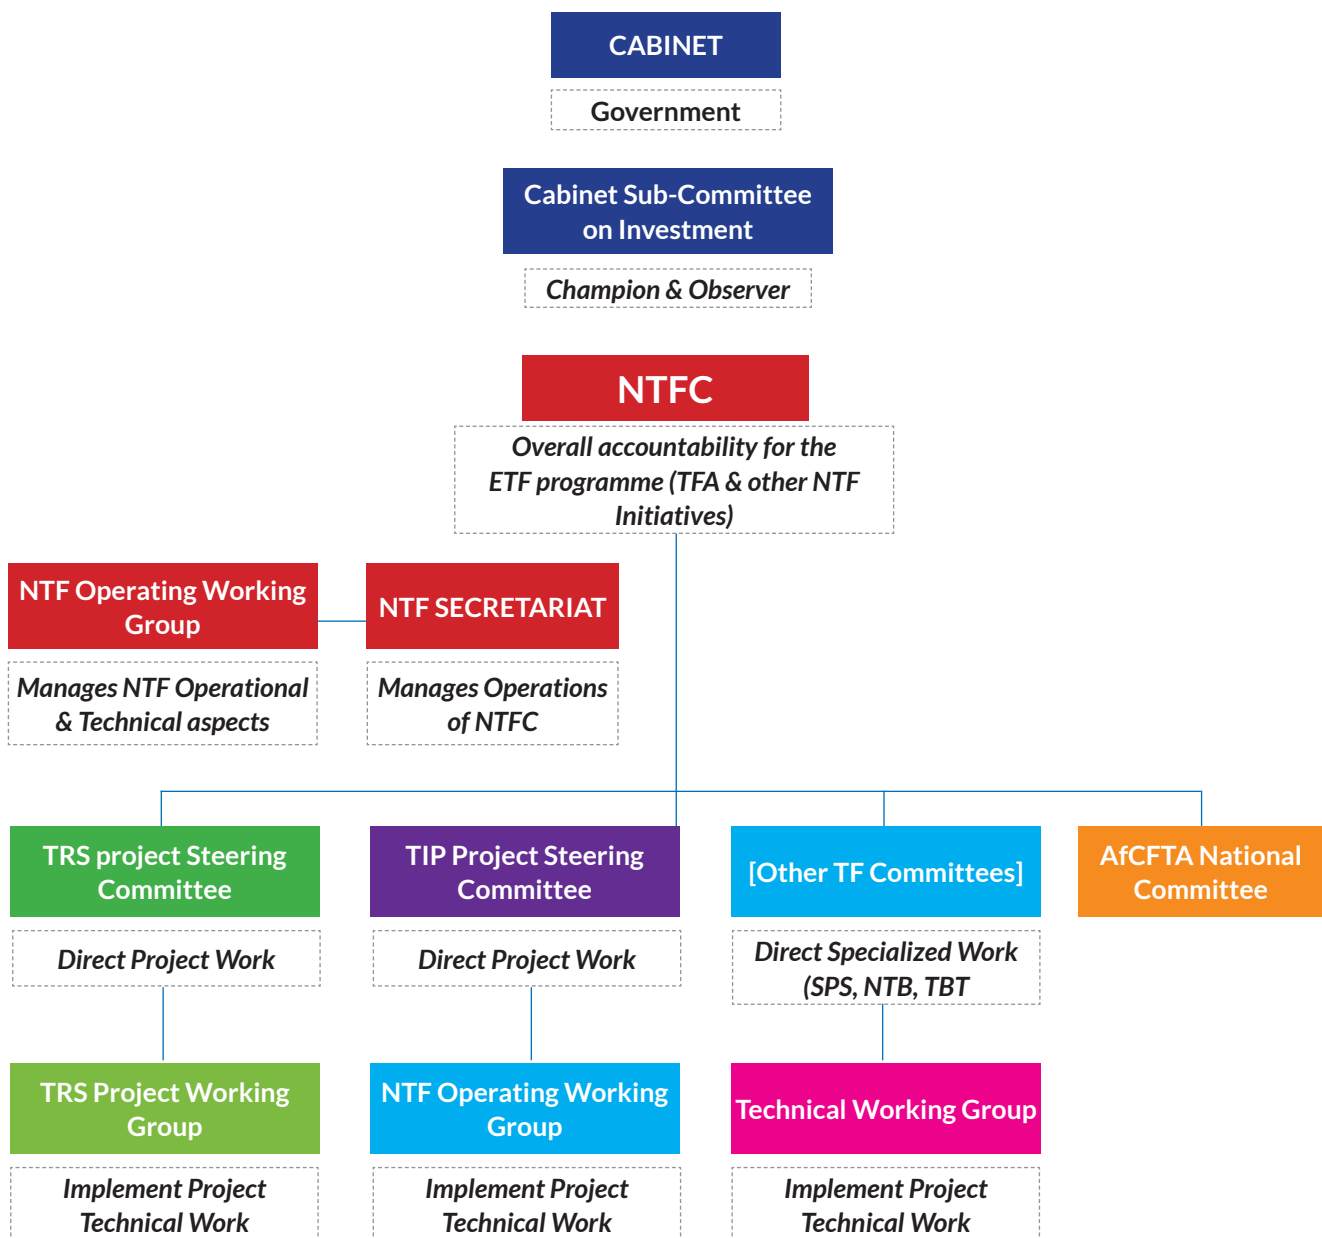 CABINET
Government
Cabinet Sub-Committee
on Investment
Champion & Observer
NTFC
Overall accountability for the
ETF programme (TFA & other NTF
Initiatives)
NTF Operating Working
Group
NTF SECRETARIAT
Manages NTF Operational
& Technical aspects
Manages Operations
of NTFC
TRS project Steering
Committee
TIP Project Steering
Committee
[Other TF Committees]
AfCFTA National
Committee
Direct Project Work
Direct Project Work
Direct Specialized Work
(SPS, NTB, TBT
TRS Project Working
Group
NTF Operating Working
Group
Technical Working Group
Implement Project
Technical Work
Implement Project
Technical Work
Implement Project
Technical Work